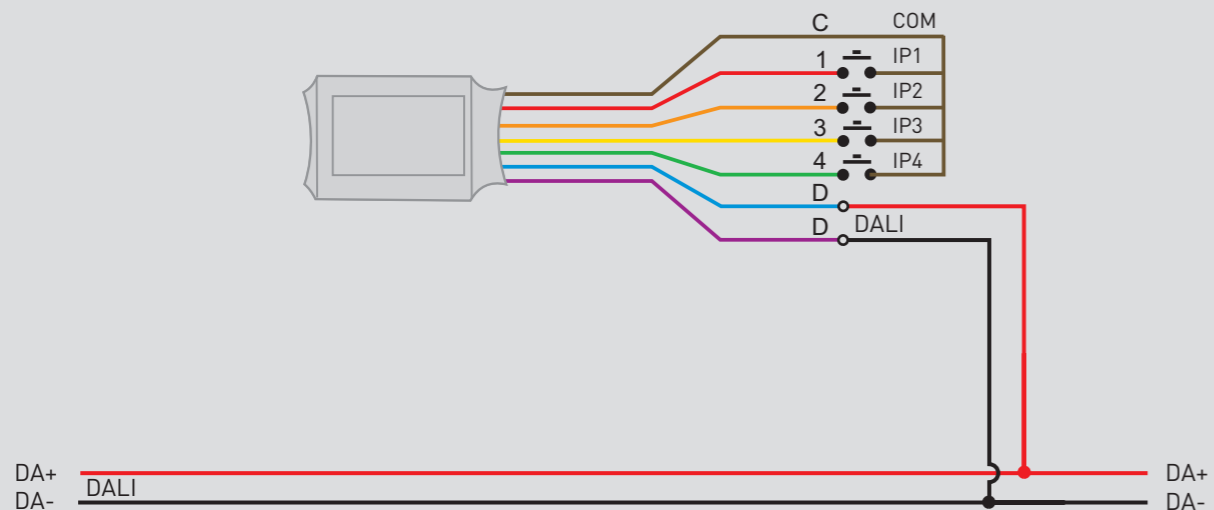 C COM
1 IP1
2 IP2
3 IP3
4 IP4
D
D DALI
DA+ DA+
DALI
DA- DA-